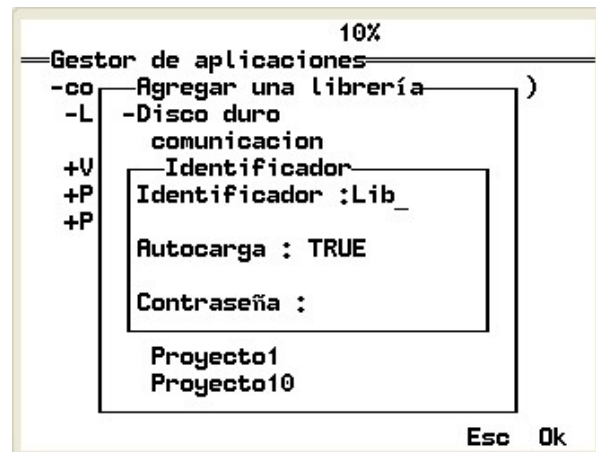 10%
Gestor de aplicaciones
-co Agregar una librería )
-L -Disco duro
comunicacion
+V Identificador
+P Identificador :Lib_
+P
Autocarga : TRUE
Contraseña :
Proyecto1
Proyecto10
Esc Ok